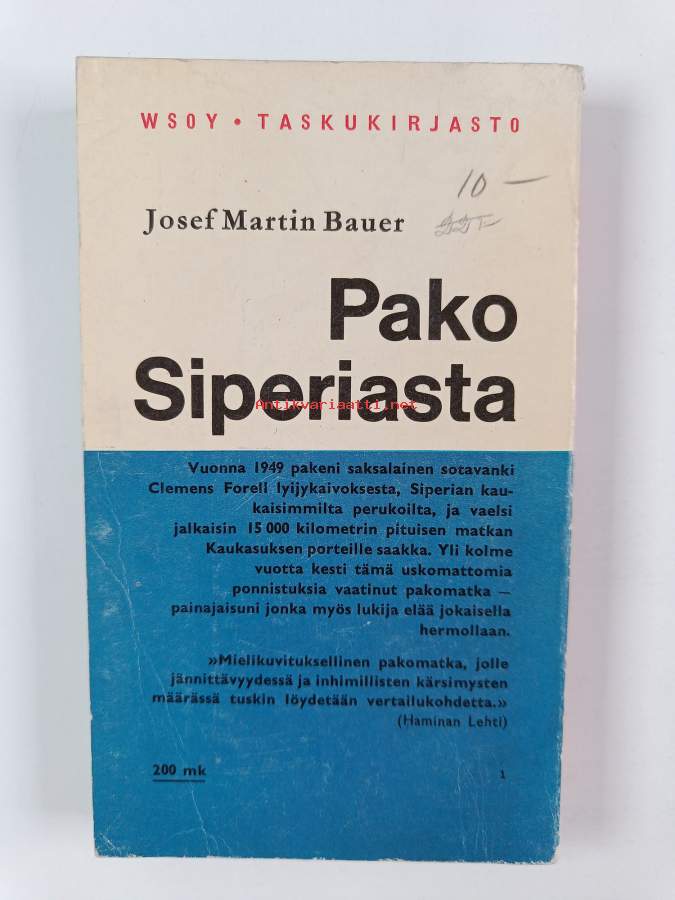 WSOY • TASKUKIRJASTO
10 —
Josef Martin Bauer
Pako
Siperiasta
Antikvariaatti.net
Vuonna 1949 pakeni saksalainen sotavanki
Clemens Forell lyijykaivoksesta, Siperian kau-
kaisimmilta perukoilta, ja vaelsi
jalkaisin 15 000 kilometrin pituisen matkan
Kaukasuksen porteille saakka. Yli kolme
vuotta kesti tämä uskomattomia
ponnistuksia vaatinut pakomatka —
painajaisuni jonka myös lukija elää jokaisella
hermollaan.
»Mielikuvituksellinen pakomatka, jolle
jännittävyydessä ja inhimillisten kärsimysten
määrässä tuskin löydetään vertailukohdetta.»
(Haminan Lehti)
200 mk
1